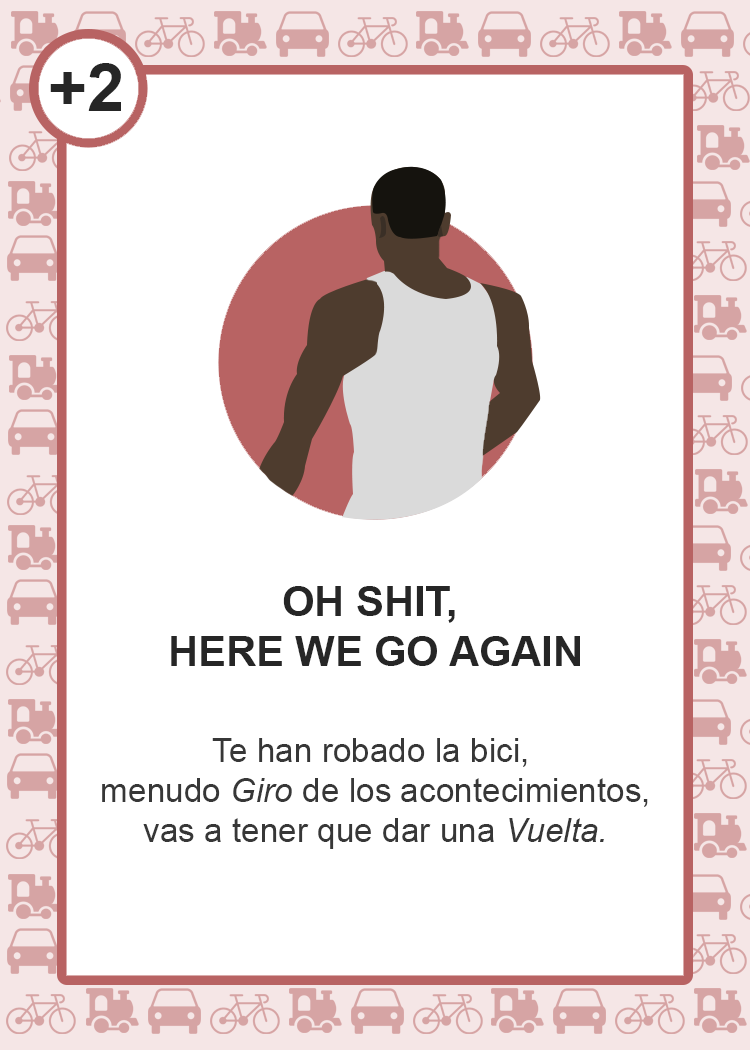 +2
OH SHIT,
HERE WE GO AGAIN
Te han robado la bici,
menudo Giro de los acontecimientos,
vas a tener que dar una Vuelta.